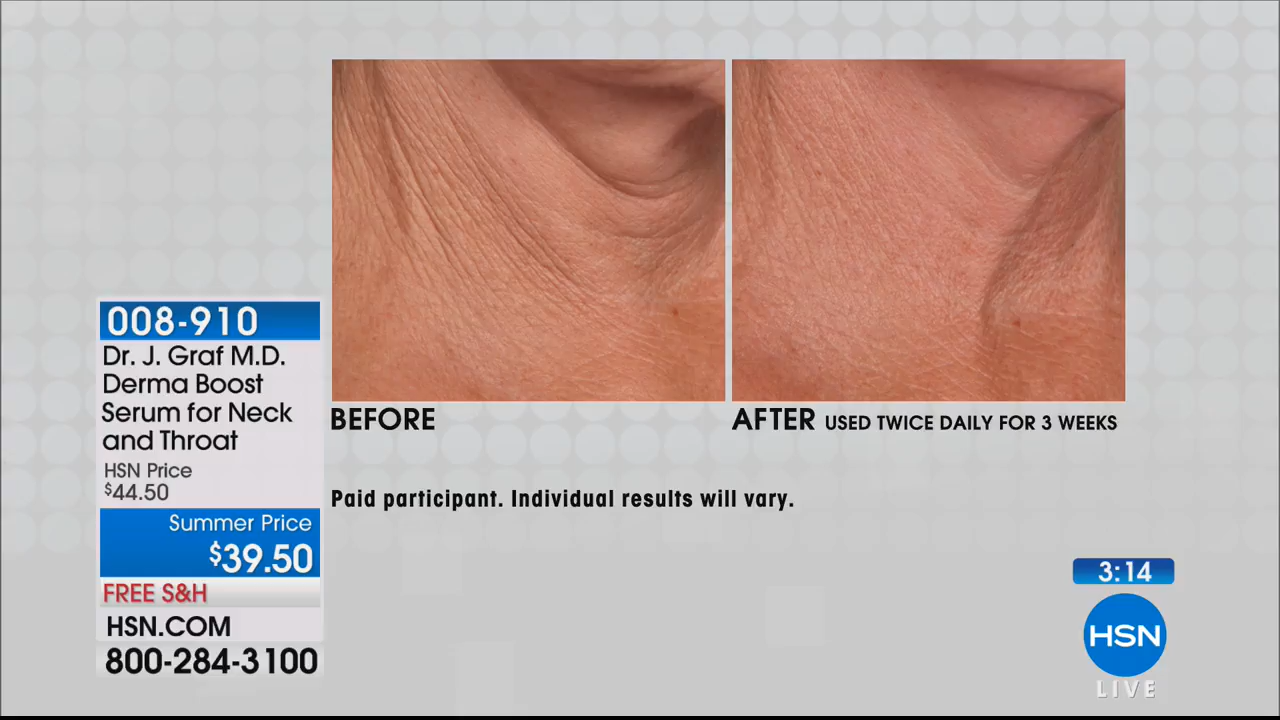 BEFORE
AFTER USED TWICE DAILY FOR 3 WEEKS
Paid participant. Individual results will vary.
008-910
Dr. J. Graf M.D.
Derma Boost
Serum for Neck
and Throat
HSN Price
$44.50
Summer Price
$39.50
FREE S&H
HSN.COM
800-284-3100
3:14
HSN
LIVE